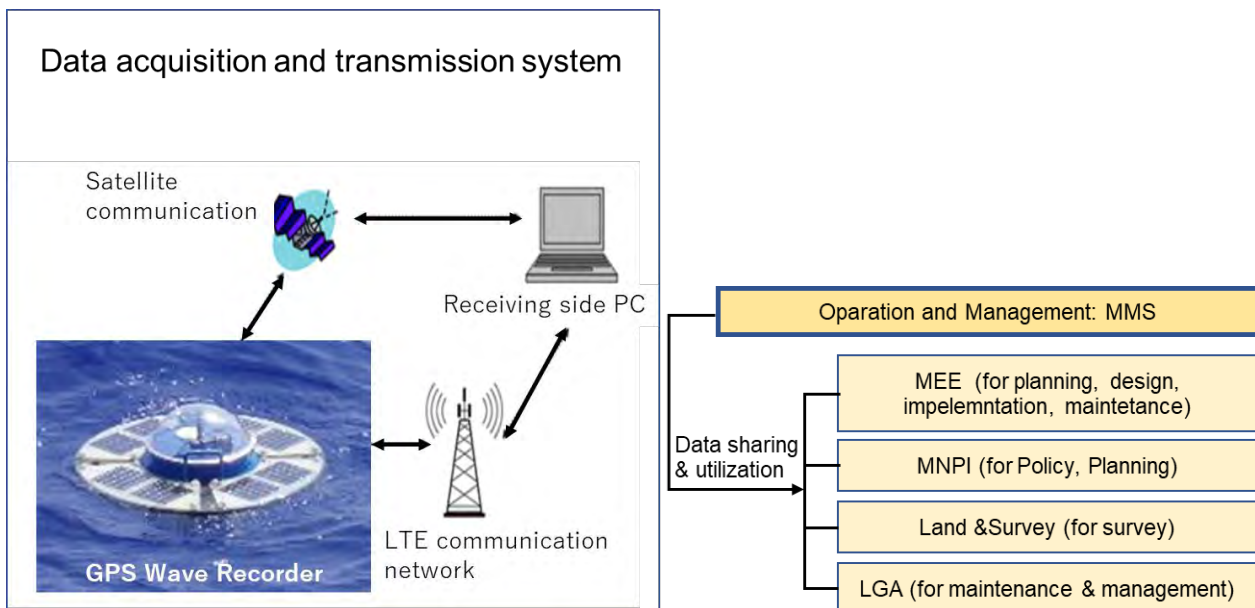 Data acquisition and transmission system
Satellite
communication
Receiving side PC
GPS Wave Recorder
LTE communication
network
Oparation and Management: MMS
Data sharing
& utilization
MEE (for planning, design,
impelemntation, maintetance)
MNPI (for Policy, Planning)
Land &Survey (for survey)
LGA (for maintenance & management)